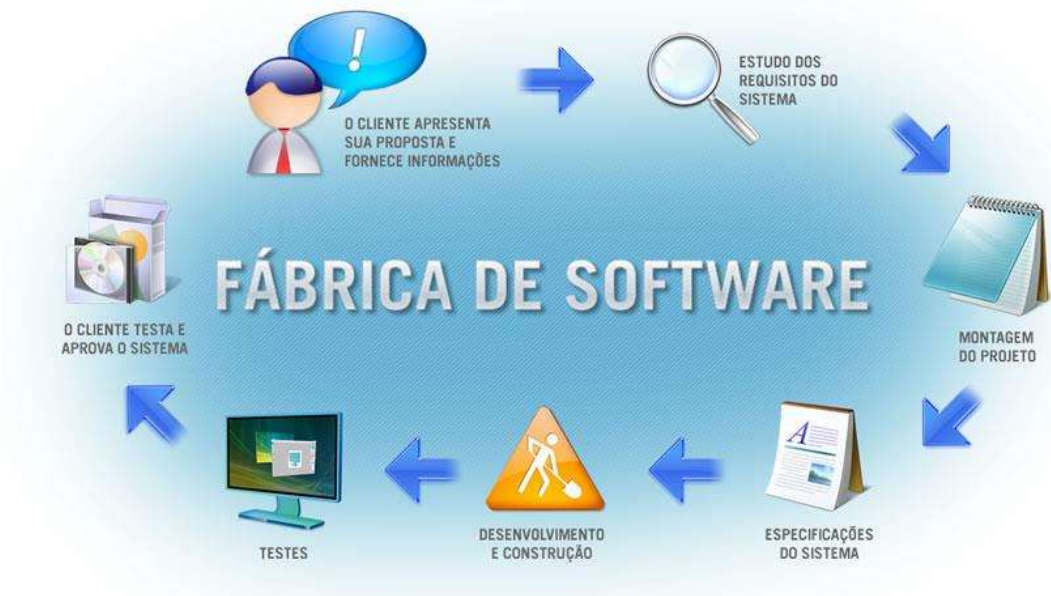 O CLIENTE APRESENTA
SUA PROPOSTA E
FORNECE INFORMAÇÕES
ESTUDO DOS
REQUISITOS DO
SISTEMA
FÁBRICA DE SOFTWARE
MONTAGEM
DO PROJETO
ESPECIFICAÇÕES
DO SISTEMA
DESENVOLVIMENTO
E CONSTRUÇÃO
TESTES
O CLIENTE TESTA E
APROVA O SISTEMA